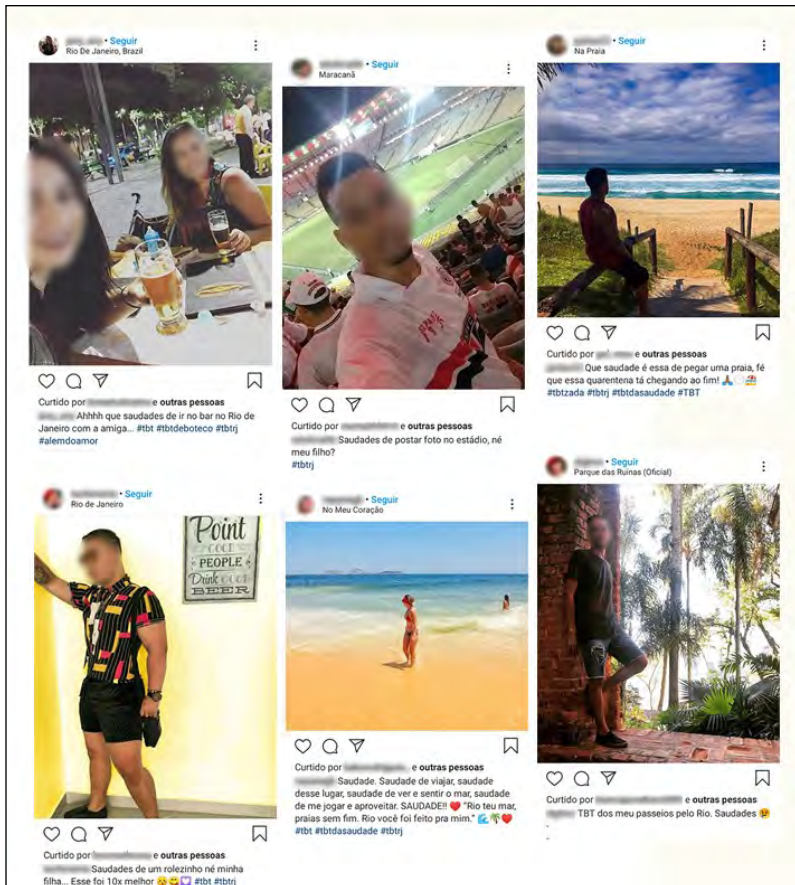 • Seguir
Rio De Janeiro, Brazil
Curtido por e outras pessoas
Ahhhh que saudades de ir no bar no Rio de
Janeiro com a amiga... #tbt #tbtdeboteco #tbtrj
#alemdoamor
• Seguir
Maracanã
Curtido por e outras pessoas
Saudades de postar foto no estádio, né
meu filho?
#tbtrj
• Seguir
Na Praia
Curtido por e outras pessoas
Que saudade é essa de pegar uma praia, fé
que essa quarentena tá chegando ao fim! 🙏🏻🏖
#tbtzada #tbtrj #tbtdasaudade #TBT
• Seguir
Rio de Janeiro
Point
GOOD
PEOPLE
Drink GOOD
BEER
Curtido por e outras pessoas
Saudades de um rolezinho né minha
filha... Esse foi 10x melhor #tbt #tbtrj
• Seguir
No Meu Coração
Curtido por e outras pessoas
Saudade. Saudade de viajar, saudade
desse lugar, saudade de ver e sentir o mar, saudade
de me jogar e aproveitar. SAUDADE!! ❤ "Rio teu mar,
praias sem fim. Rio você foi feito pra mim." 🌊🌴❤
#tbt #tbtdasaudade #tbtrj
• Seguir
Parque das Ruinas (Oficial)
Curtido por e outras pessoas
TBT dos meu passeios pelo Rio. Saudades 😢
.
.